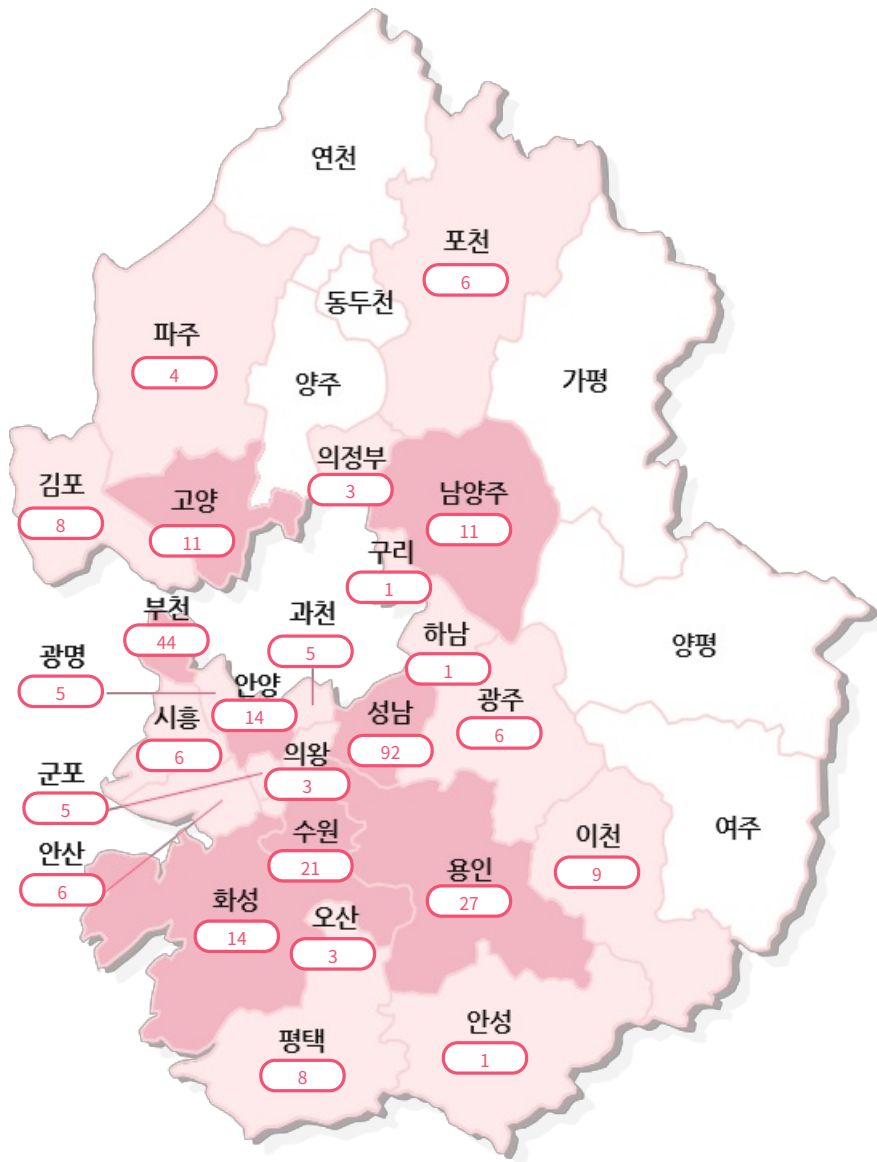 연천
포천
6
동두천
파주
4
양주
가평
의정부
3
김포
8
고양
11
남양주
11
구리
1
부천
44
과천
5
하남
1
양평
광명
5
안양
14
시흥
6
성남
92
광주
6
의왕
3
군포
5
수원
21
이천
9
여주
안산
6
용인
27
화성
14
오산
3
안성
1
평택
8